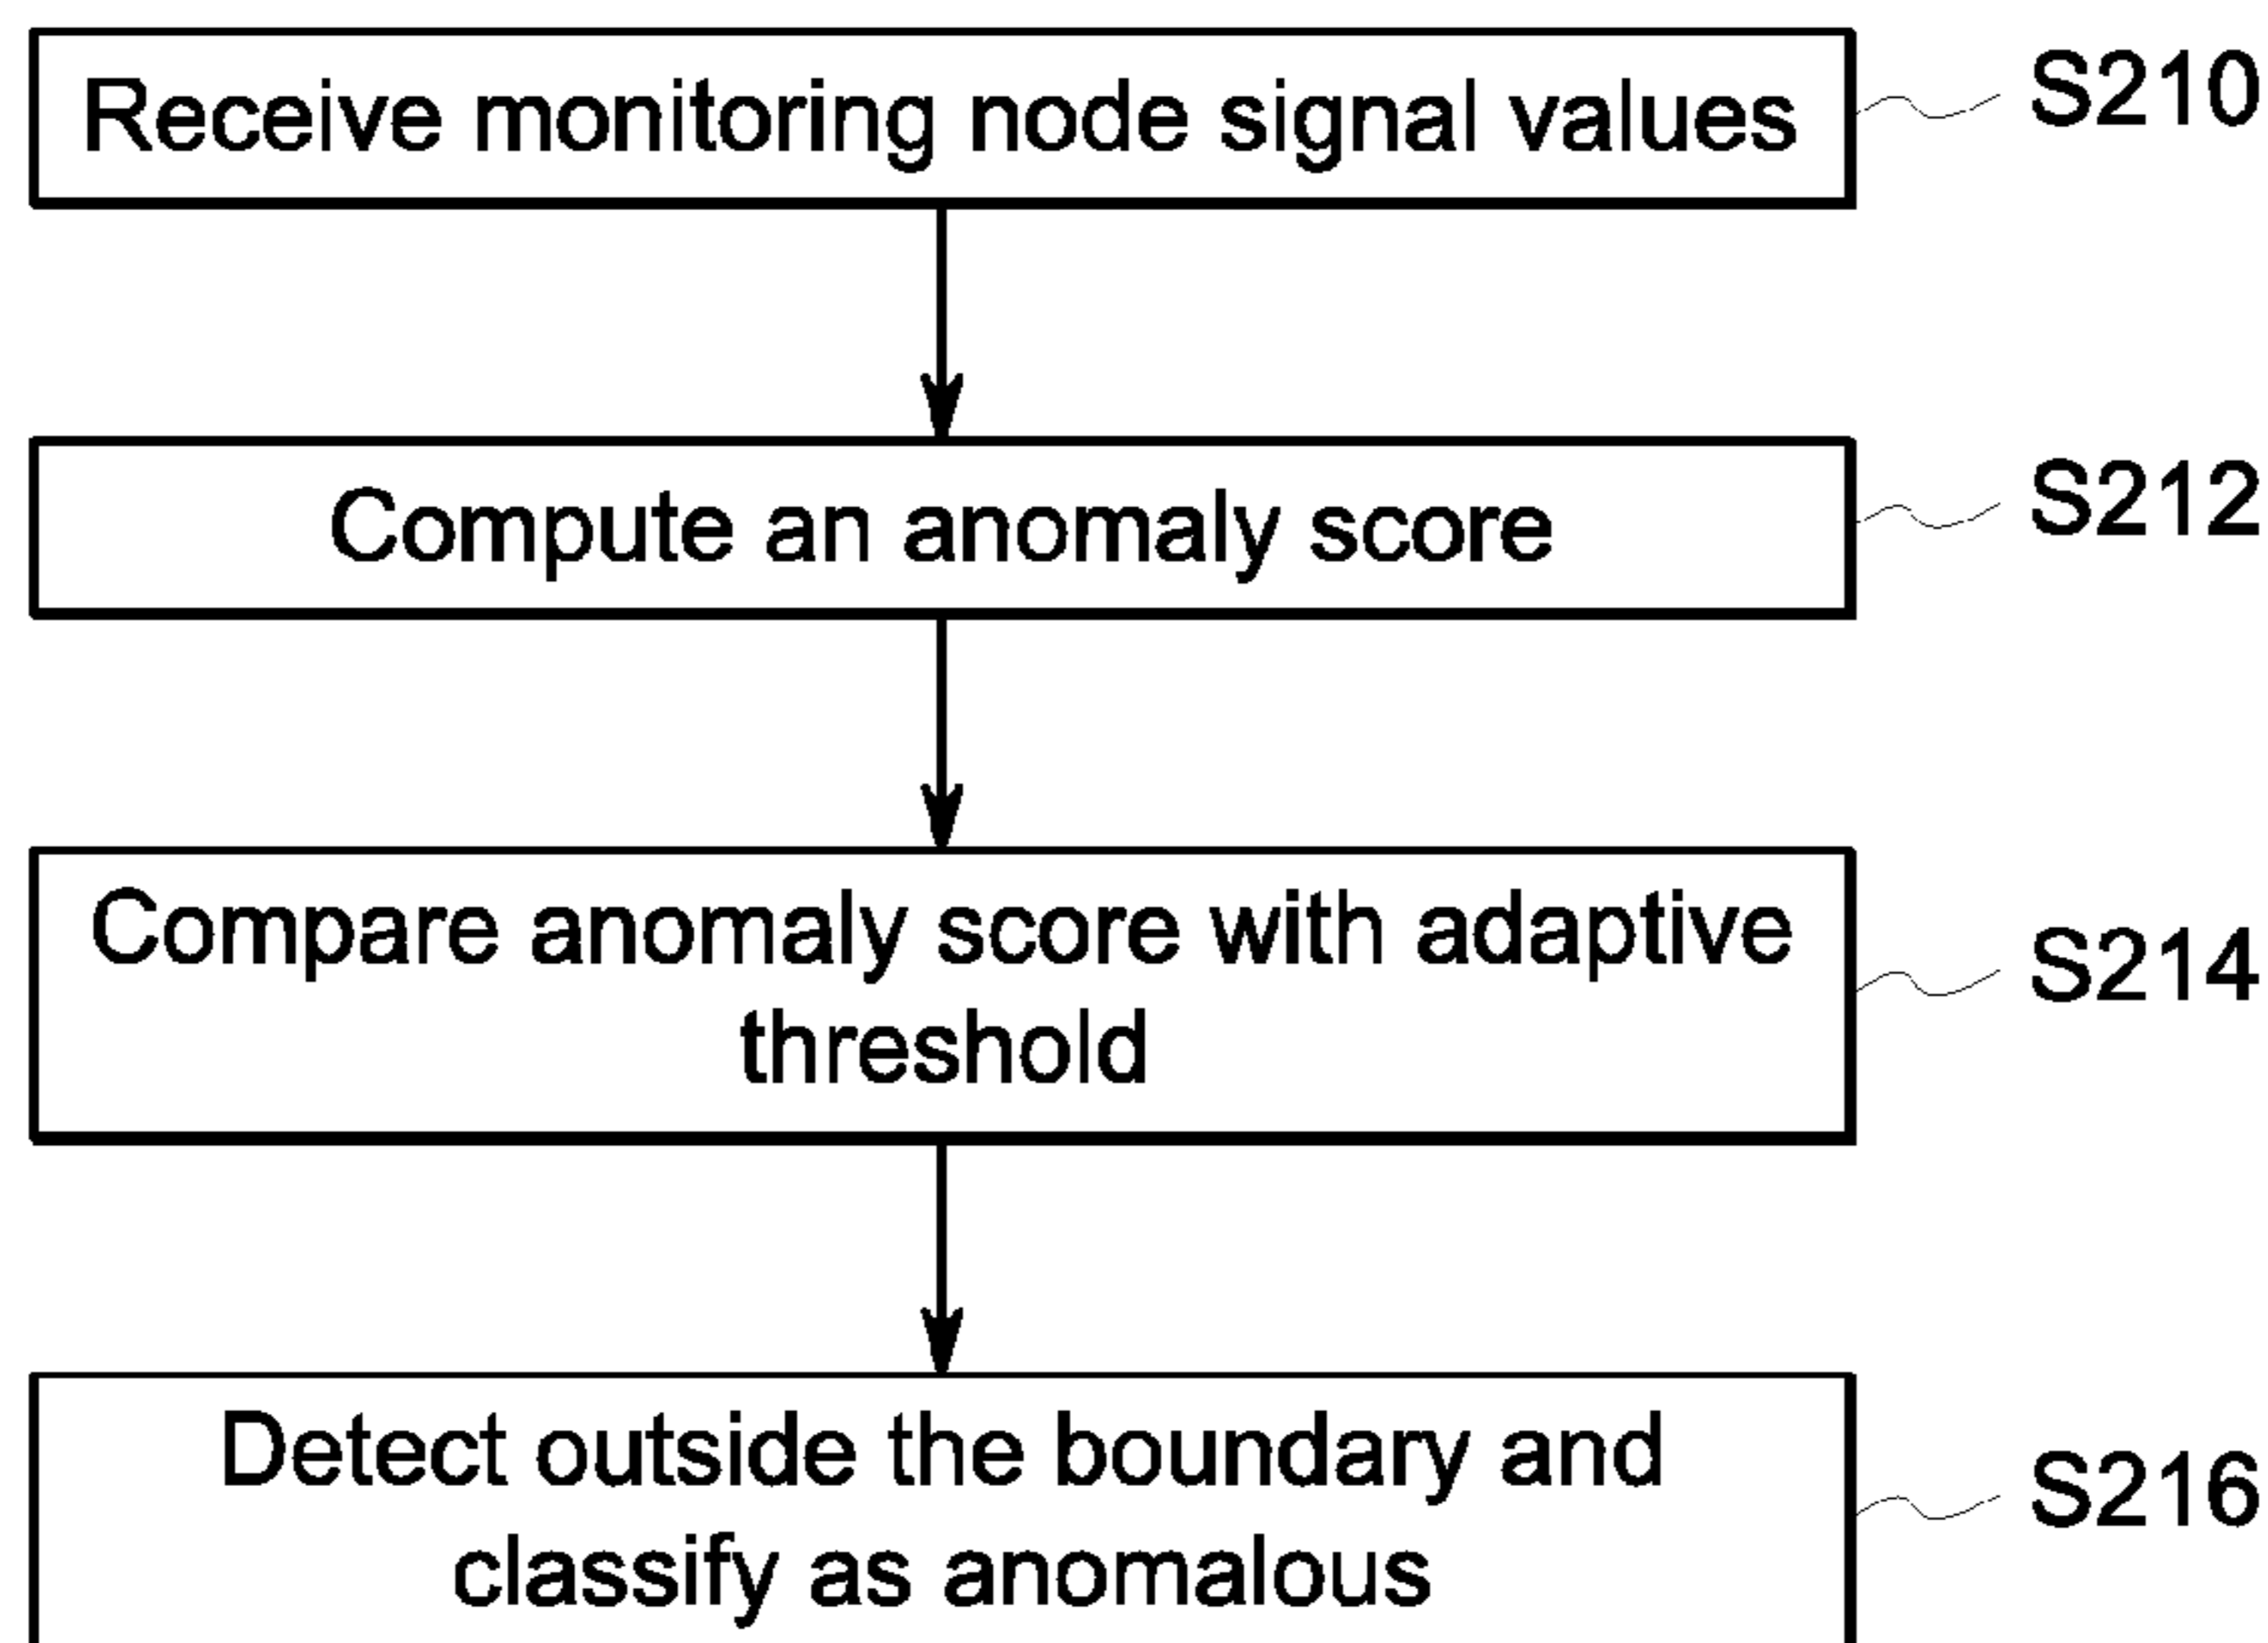 Receive monitoring node signal values
S210
Compute an anomaly score
S212
Compare anomaly score with adaptive
threshold
S214
Detect outside the boundary and
classify as anomalous
S216